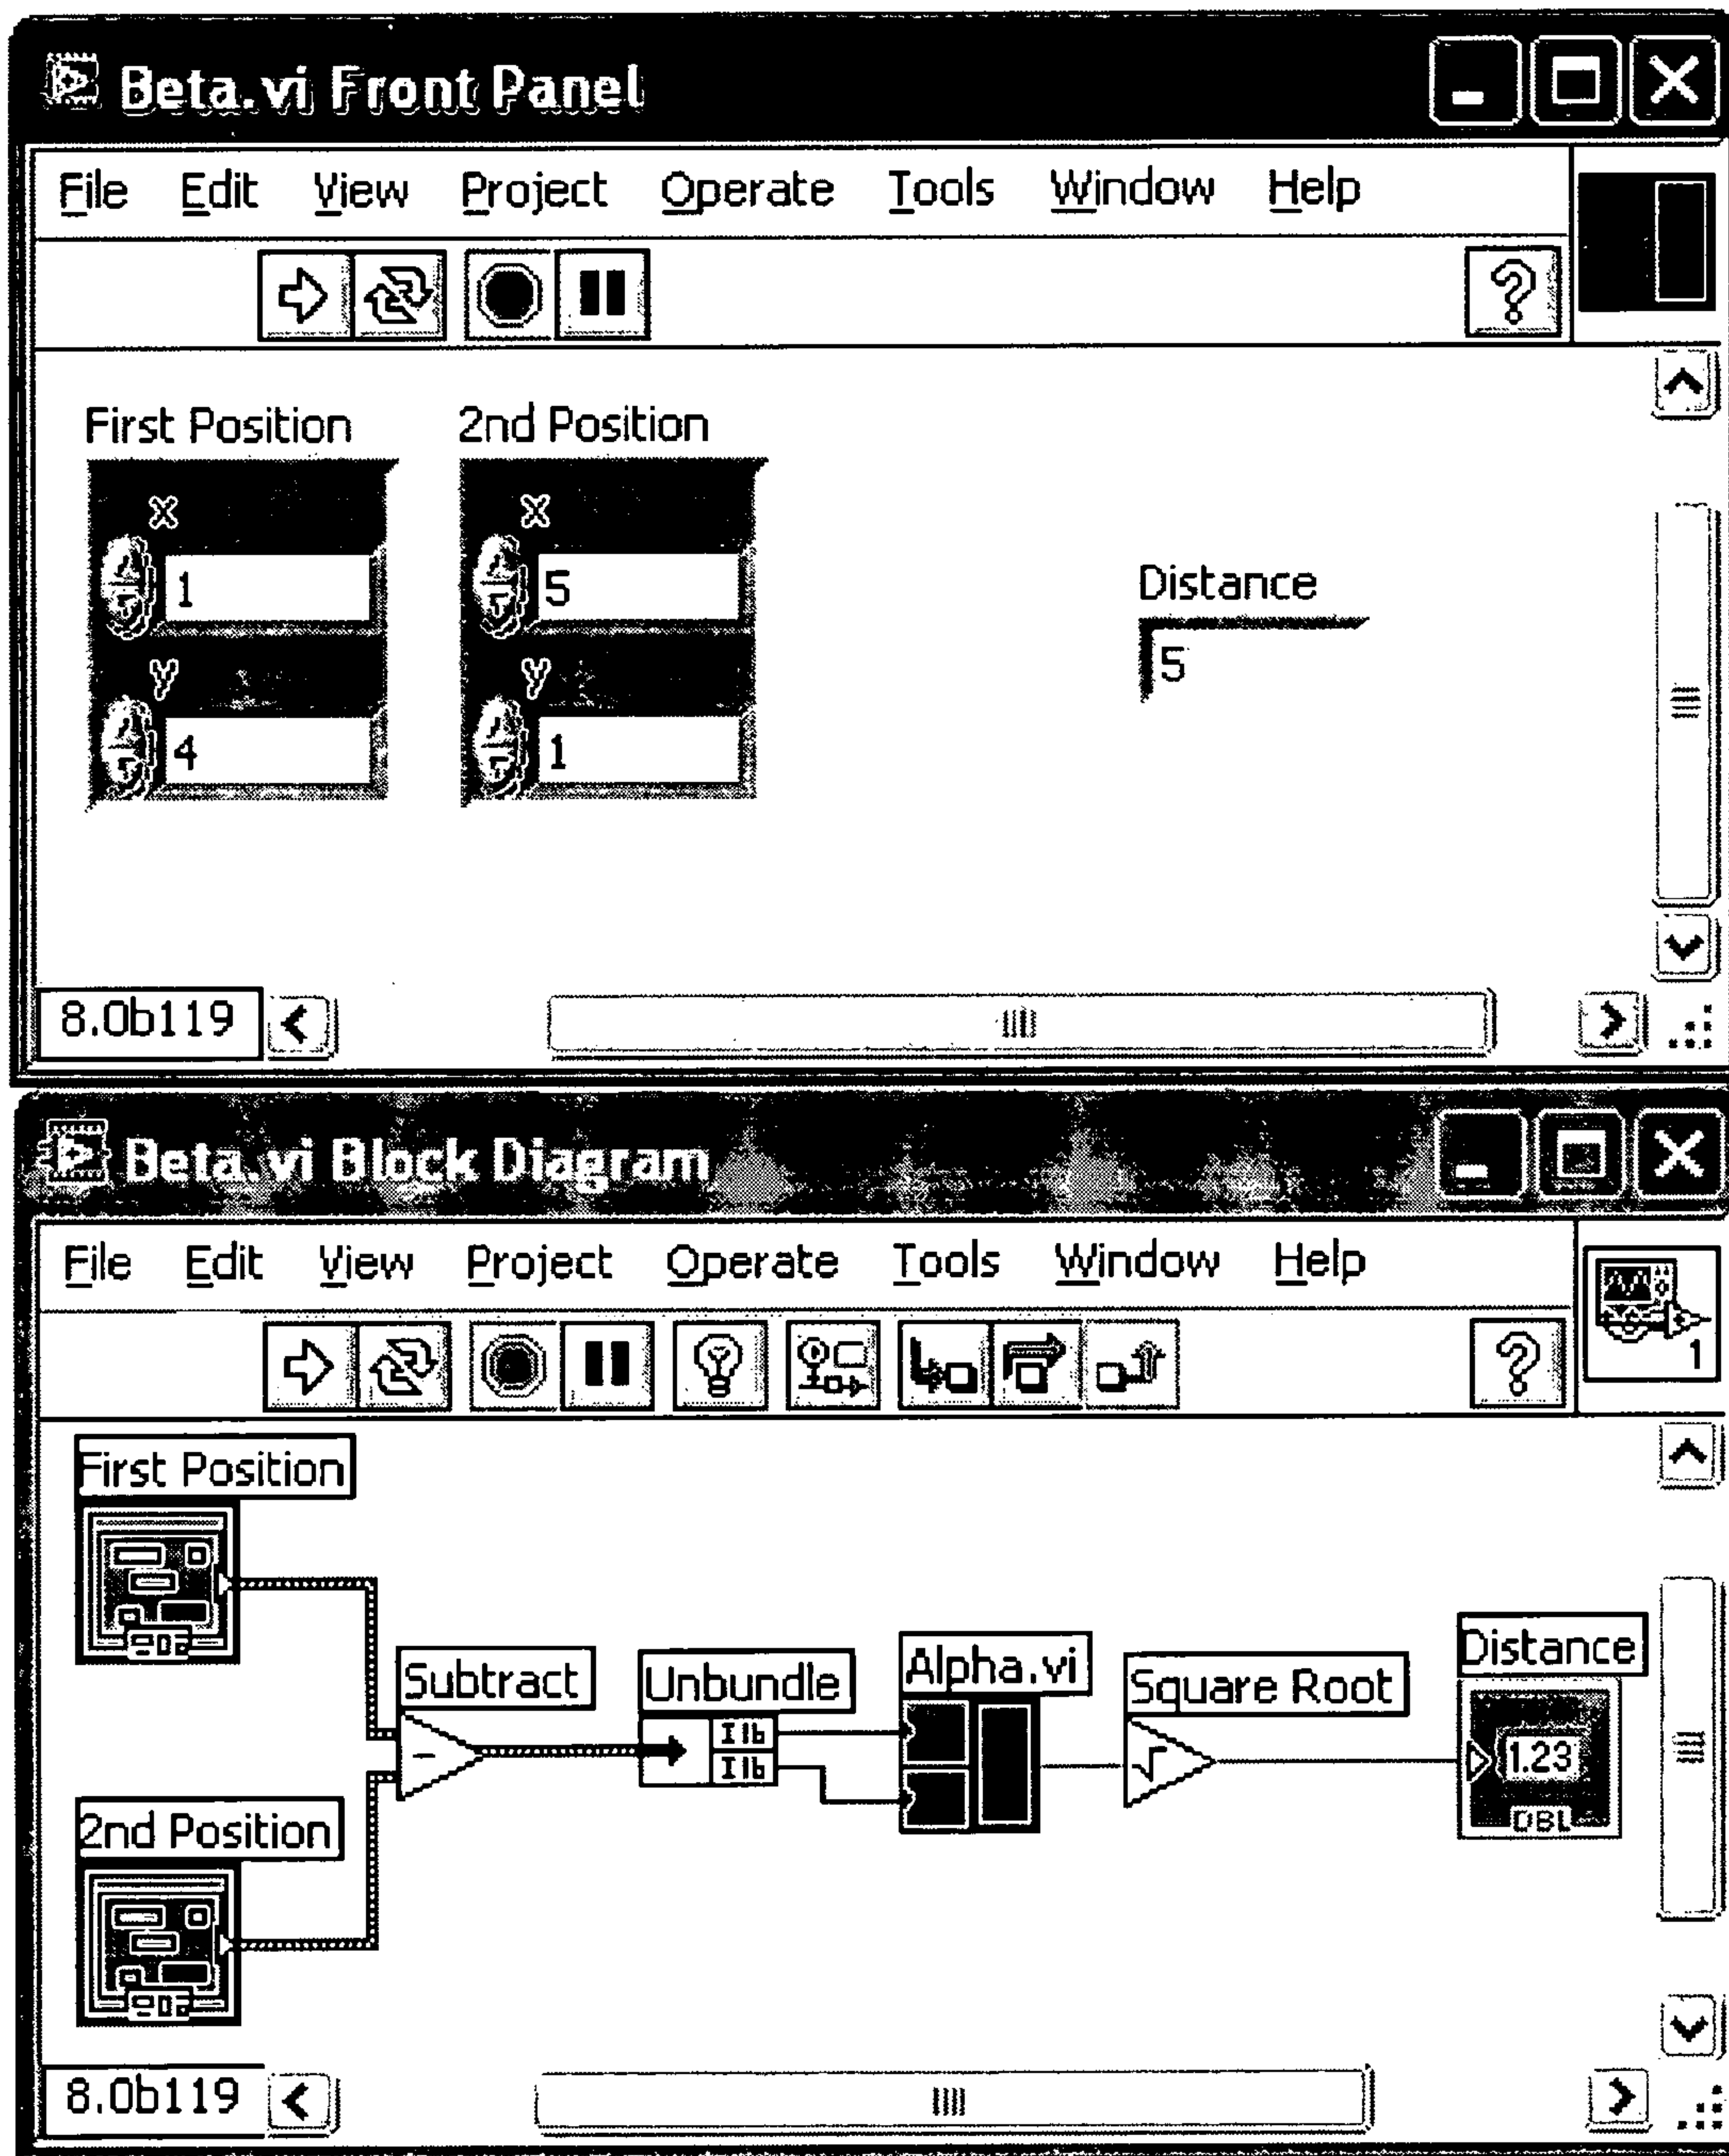 Beta.vi Front Panel
File Edit View Project Operate Tools Window Help
First Position 2nd Position
X X
1 5
Distance
5
Y Y
4 1
8.0b119
Beta.vi Block Diagram
File Edit View Project Operate Tools Window Help
1
First Position
Subtract Unbundle Alpha.vi Square Root Distance
I16
I16
1.23
DBL
2nd Position
8.0b119